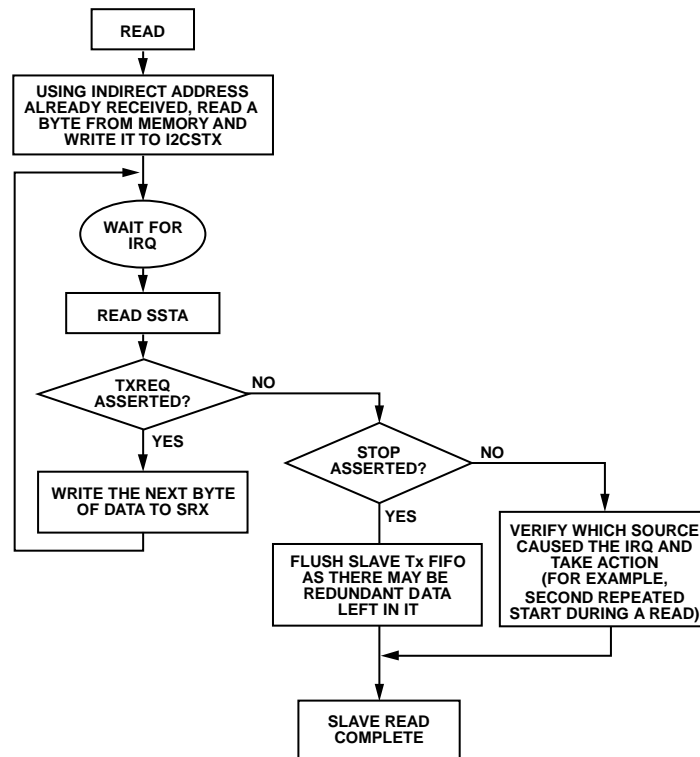 READ
USING INDIRECT ADDRESS
ALREADY RECEIVED, READ A
BYTE FROM MEMORY AND
WRITE IT TO I2CSTX
WAIT FOR
IRQ
READ SSTA
TXREQ
ASSERTED?
NO
YES
WRITE THE NEXT BYTE
OF DATA TO SRX
STOP
ASSERTED?
NO
YES
FLUSH SLAVE Tx FIFO
AS THERE MAY BE
REDUNDANT DATA
LEFT IN IT
VERIFY WHICH SOURCE
CAUSED THE IRQ AND
TAKE ACTION
(FOR EXAMPLE,
SECOND REPEATED
START DURING A READ)
SLAVE READ
COMPLETE